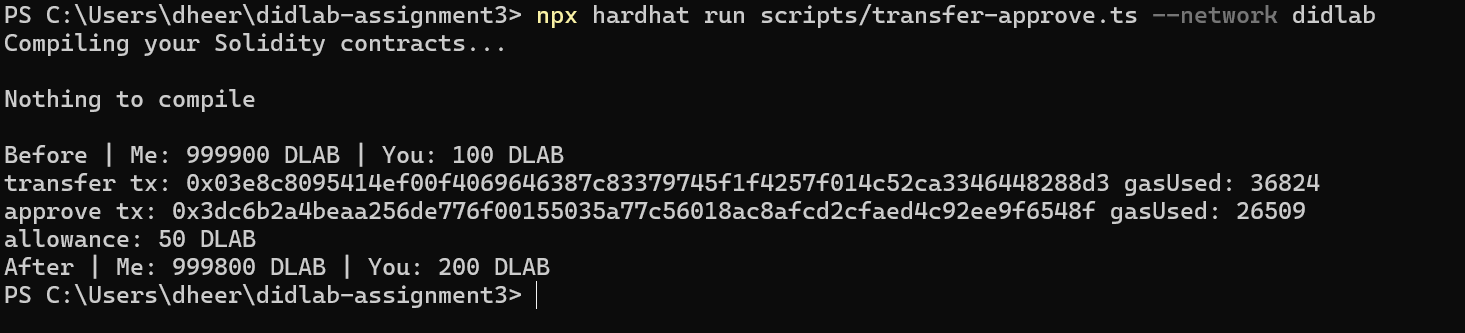 PS C:\Users\dheer\didlab-assignment3> npx hardhat run scripts/transfer-approve.ts --network didlab
Compiling your Solidity contracts...
Nothing to compile
Before | Me: 999900 DLAB | You: 100 DLAB
transfer tx: 0x03e8c8095414ef00f4069646387c83379745f1f4257f014c52ca3346448288d3 gasUsed: 36824
approve tx: 0x3dc6b2a4beaa256de776f00155035a77c56018ac8afcd2cfaed4c92ee9f6548f gasUsed: 26509
allowance: 50 DLAB
After | Me: 999800 DLAB | You: 200 DLAB
PS C:\Users\dheer\didlab-assignment3>